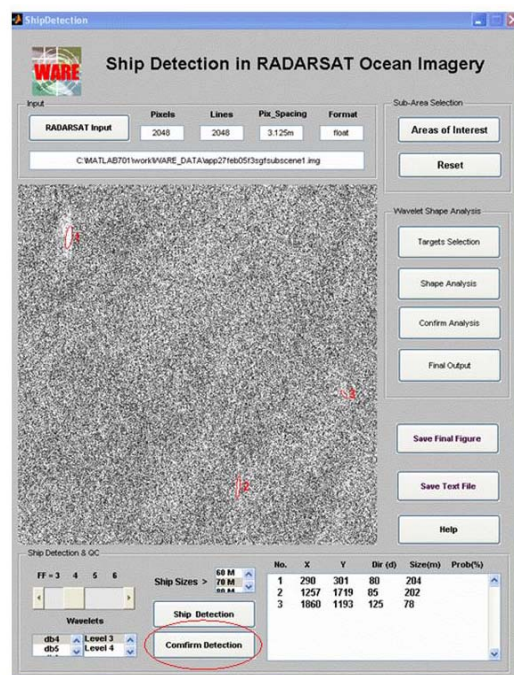 ShipDetection
WARE
Ship Detection in RADARSAT Ocean Imagery
Input
Pixels Lines Pix_Spacing Format
RADARSAT Input 2048 2048 3.125m float
C:\MATLAB701\work\WARE_DATA\app27feb05f3sgfsubscene1.img
Sub-Area Selection
Areas of Interest
Reset
Wavelet Shape Analysis
Targets Selection
Shape Analysis
Confirm Analysis
Final Output
1
3
2
Save Final Figure
Save Text File
Help
Ship Detection & QC
FF = 3 4 5 6
Wavelets
db4 Level 3
db5 Level 4
Ship Sizes > 60 M
70 M
80 M
Ship Detection
Comfirm Detection
No. X Y Dir (d) Size(m) Prob(%)
1 290 301 80 204
2 1257 1719 85 202
3 1860 1193 125 78